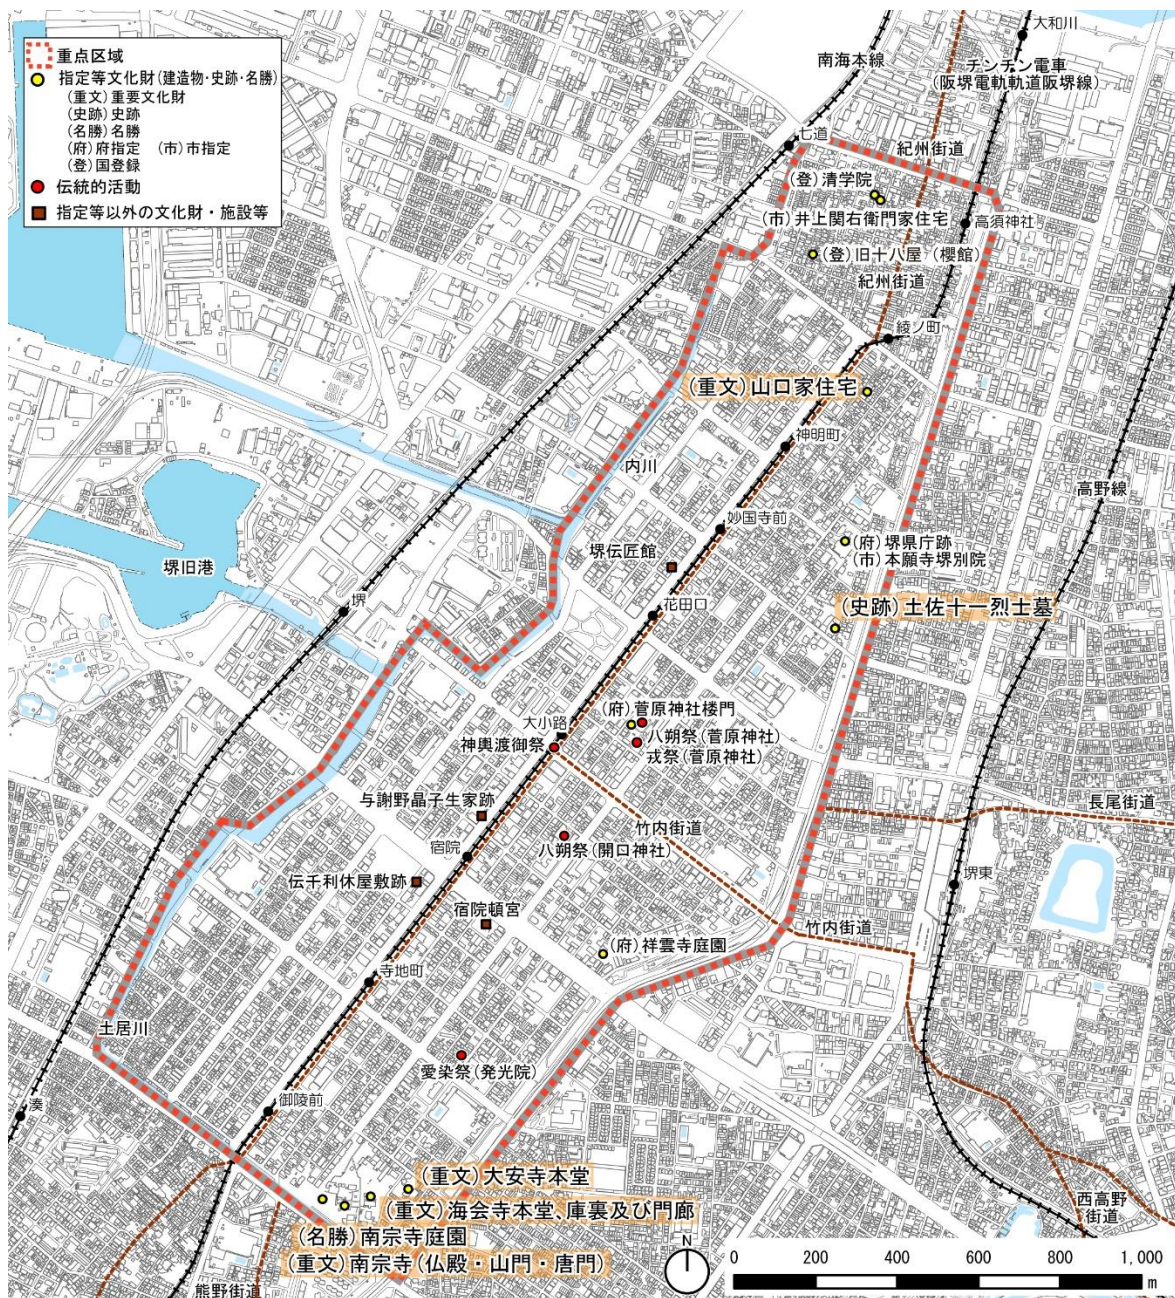 重点区域
指定等文化財(建造物・史跡・名勝)
(重文)重要文化財
(史跡)史跡
(名勝)名勝
(府)府指定 (市)市指定
(登)国登録
伝統的活動
指定等以外の文化財・施設等
大和川
南海本線
チンチン電車
(阪堺電軌軌道阪堺線)
七道
紀州街道
(登)清学院
(市)井上関右衛門家住宅
高須神社
(登)旧十八屋(櫻館)
紀州街道
綾ノ町
(重文)山口家住宅
神明町
内川
高野線
妙国寺前
堺伝匠館
(府)堺県庁跡
(市)本願寺堺別院
堺旧港
堺
花田口
(史跡)土佐十一烈士墓
(府)菅原神社楼門
大小路
神輿渡御祭
八朔祭(菅原神社)
戎祭(菅原神社)
与謝野晶子生家跡
長尾街道
竹内街道
宿院
八朔祭(開口神社)
伝千利休屋敷跡
堺東
宿院頓宮
竹内街道
(府)祥雲寺庭園
寺地町
土居川
愛染祭(発光院)
湊
御陵前
(重文)大安寺本堂
(重文)海会寺本堂、庫裏及び門廊
(名勝)南宗寺庭園
(重文)南宗寺(仏殿・山門・唐門)
西高野
街道
熊野街道
N
0 200 400 600 800 1,000
m